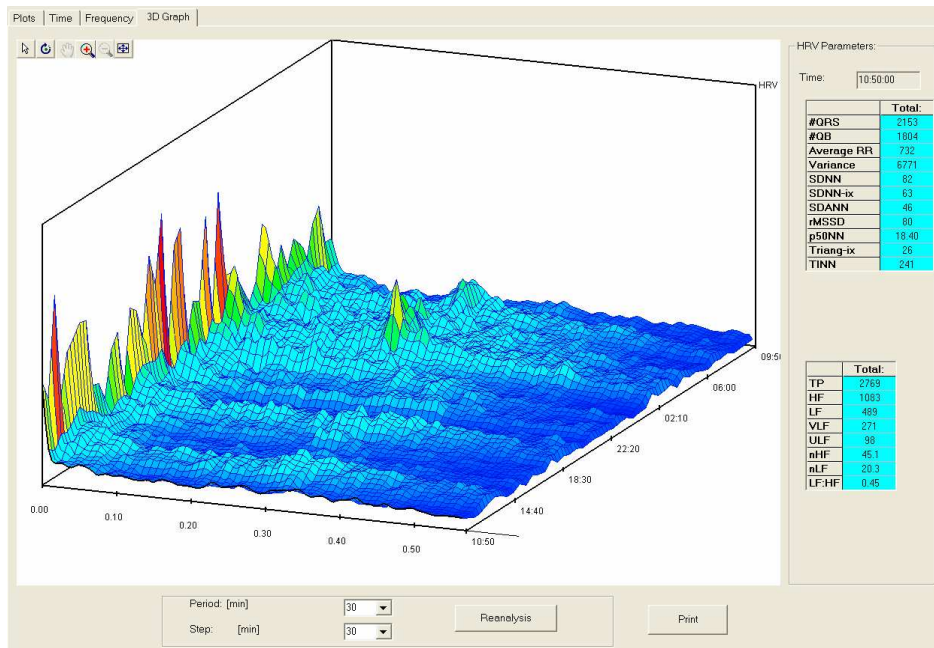 Plots Time Frequency 3D Graph
HRV Parameters:
Time: 10:50:00
HRV
Total:
#QRS 2153
#QB 1804
Average RR 732
Variance 6771
SDNN 82
SDNN-ix 63
SDANN 46
rMSSD 80
p50NN 18.40
Triang-ix 26
TINN 241
Total:
TP 2769
HF 1083
LF 489
VLF 271
ULF 98
nHF 45.1
nLF 20.3
LF:HF 0.45
09:50
06:00
02:10
22:20
18:30
14:40
10:50
0.00 0.10 0.20 0.30 0.40 0.50
Period: [min] 30
Step: [min] 30
Reanalysis
Print